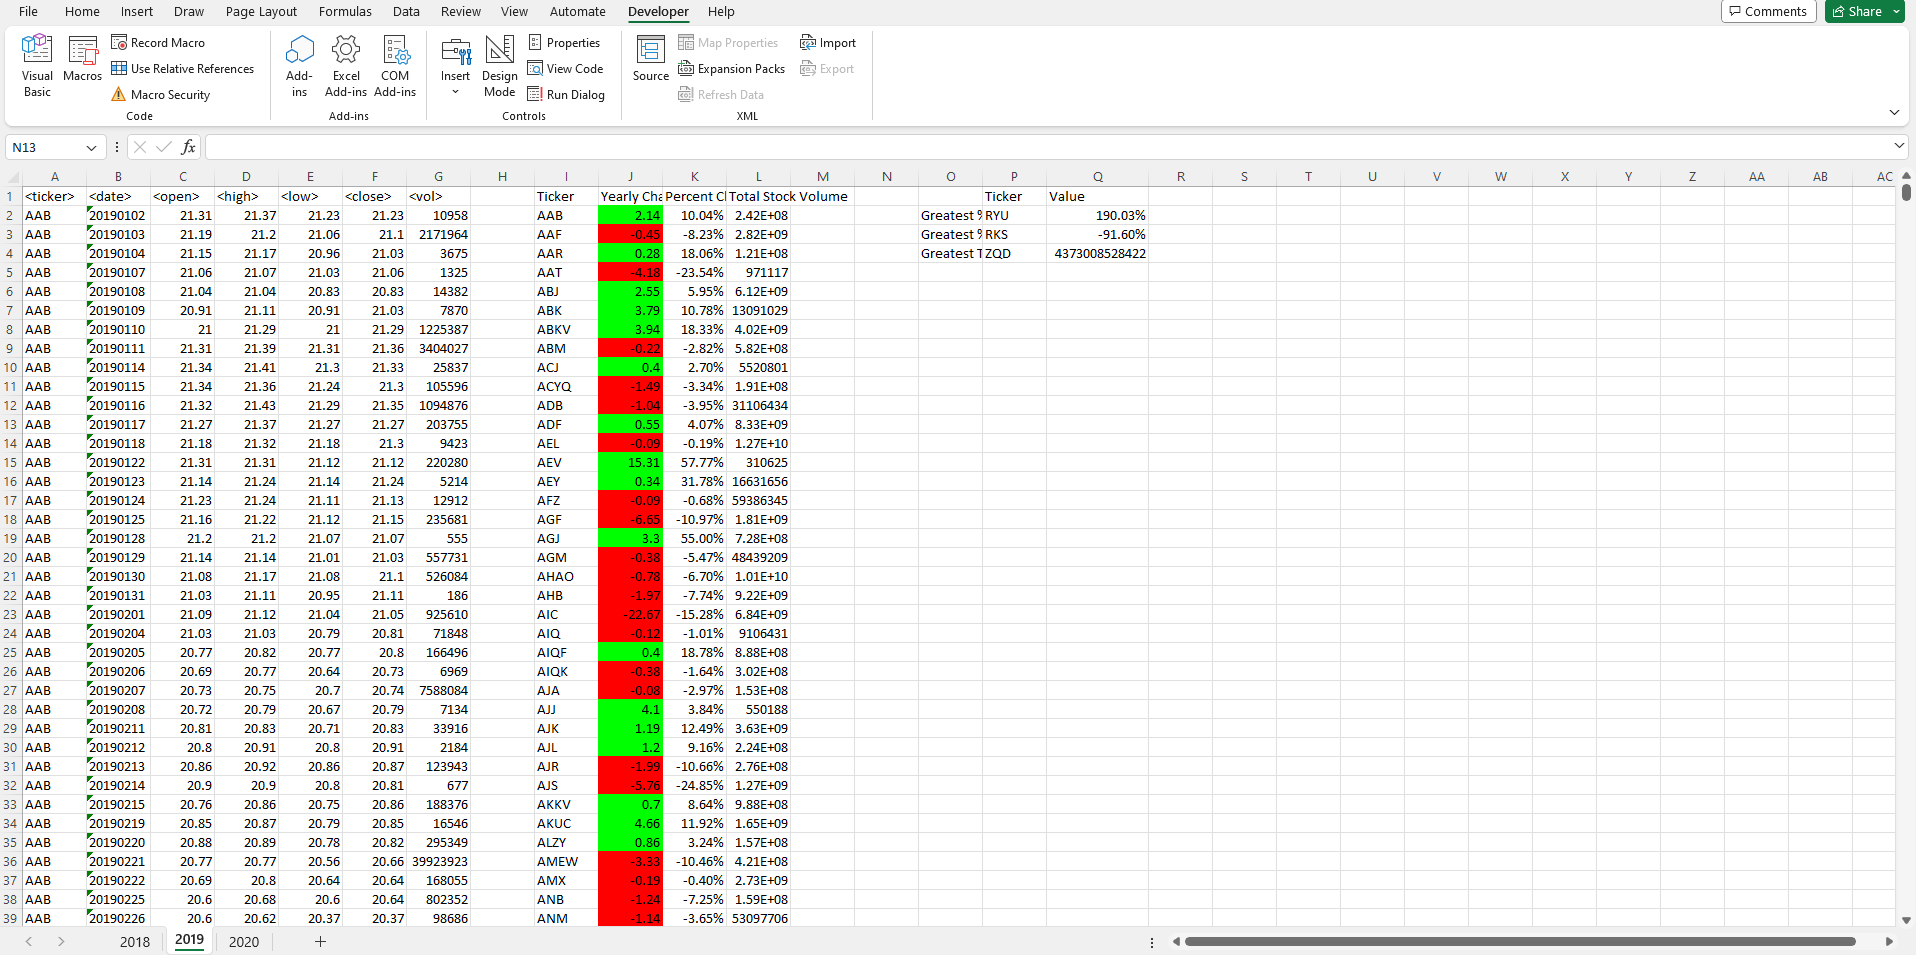 File Home Insert Draw Page Layout Formulas Data Review View Automate Developer Help Comments Share
Visual Basic Macros Record Macro Use Relative References Macro Security Code
Add-ins Excel Add-ins COM Add-ins Add-ins
Insert Design Mode Properties View Code Run Dialog Controls
Source Map Properties Expansion Packs Refresh Data Import Export XML
N13 fx
A B C D E F G H I J K L M N O P Q R S T U V W X Y Z AA AB AC
1 <ticker> <date> <open> <high> <low> <close> <vol> Ticker Yearly Cha Percent Cl Total Stock Volume Ticker Value
2 AAB 20190102 21.31 21.37 21.23 21.23 10958 AAB 2.14 10.04% 2.42E+08 Greatest % RYU 190.03%
3 AAB 20190103 21.19 21.2 21.06 21.1 2171964 AAF -0.45 -8.23% 2.82E+09 Greatest % RKS -91.60%
4 AAB 20190104 21.15 21.17 20.96 21.03 3675 AAR 0.28 18.06% 1.21E+08 Greatest T ZQD 4373008528422
5 AAB 20190107 21.06 21.07 21.03 21.06 1325 AAT -4.18 -23.54% 971117
6 AAB 20190108 21.04 21.04 20.83 20.83 14382 ABJ 2.55 5.95% 6.12E+09
7 AAB 20190109 20.91 21.11 20.91 21.03 7870 ABK 3.79 10.78% 13091029
8 AAB 20190110 21 21.29 21 21.29 1225387 ABKV 3.94 18.33% 4.02E+09
9 AAB 20190111 21.31 21.39 21.31 21.36 3404027 ABM -0.22 -2.82% 5.82E+08
10 AAB 20190114 21.34 21.41 21.3 21.33 25837 ACJ 0.4 2.70% 5520801
11 AAB 20190115 21.34 21.36 21.24 21.3 105596 ACYQ -1.49 -3.34% 1.91E+08
12 AAB 20190116 21.32 21.43 21.29 21.35 1094876 ADB -1.04 -3.95% 31106434
13 AAB 20190117 21.27 21.37 21.27 21.27 203755 ADF 0.55 4.07% 8.33E+09
14 AAB 20190118 21.18 21.32 21.18 21.3 9423 AEL -0.09 -0.19% 1.27E+10
15 AAB 20190122 21.31 21.31 21.12 21.12 220280 AEV 15.31 57.77% 310625
16 AAB 20190123 21.14 21.24 21.14 21.24 5214 AEY 0.34 31.78% 16631656
17 AAB 20190124 21.23 21.24 21.11 21.13 12912 AFZ -0.09 -0.68% 59386345
18 AAB 20190125 21.16 21.22 21.12 21.15 235681 AGF -6.65 -10.97% 1.81E+09
19 AAB 20190128 21.2 21.2 21.07 21.07 555 AGJ 3.3 55.00% 7.28E+08
20 AAB 20190129 21.14 21.14 21.01 21.03 557731 AGM -0.38 -5.47% 48439209
21 AAB 20190130 21.08 21.17 21.08 21.1 526084 AHAO -0.78 -6.70% 1.01E+10
22 AAB 20190131 21.03 21.11 20.95 21.11 186 AHB -1.97 -7.74% 9.22E+09
23 AAB 20190201 21.09 21.12 21.04 21.05 925610 AIC -22.67 -15.28% 6.84E+09
24 AAB 20190204 21.03 21.03 20.79 20.81 71848 AIQ -0.12 -1.01% 9106431
25 AAB 20190205 20.77 20.82 20.77 20.8 166496 AIQF 0.4 18.78% 8.88E+08
26 AAB 20190206 20.69 20.77 20.64 20.73 6969 AIQK -0.38 -1.64% 3.02E+08
27 AAB 20190207 20.73 20.75 20.7 20.74 7588084 AJA -0.08 -2.97% 1.53E+08
28 AAB 20190208 20.72 20.79 20.67 20.79 7134 AJJ 4.1 3.84% 550188
29 AAB 20190211 20.81 20.83 20.71 20.83 33916 AJK 1.19 12.49% 3.63E+09
30 AAB 20190212 20.8 20.91 20.8 20.91 2184 AJL 1.2 9.16% 2.24E+08
31 AAB 20190213 20.86 20.92 20.86 20.87 123943 AJR -1.99 -10.66% 2.76E+08
32 AAB 20190214 20.9 20.9 20.8 20.81 677 AJS -5.76 -24.85% 1.27E+09
33 AAB 20190215 20.76 20.86 20.75 20.86 188376 AKKV 0.7 8.64% 9.88E+08
34 AAB 20190219 20.85 20.87 20.79 20.85 16546 AKUC 4.66 11.92% 1.65E+09
35 AAB 20190220 20.88 20.89 20.78 20.82 295349 ALZY 0.86 3.24% 1.57E+08
36 AAB 20190221 20.77 20.77 20.56 20.66 39923923 AMEW -3.33 -10.46% 4.21E+08
37 AAB 20190222 20.69 20.8 20.64 20.64 168055 AMX -0.19 -0.40% 2.73E+09
38 AAB 20190225 20.6 20.68 20.6 20.64 802352 ANB -1.24 -7.25% 1.59E+08
39 AAB 20190226 20.6 20.62 20.37 20.37 98686 ANM -1.14 -3.65% 53097706
2018 2019 2020